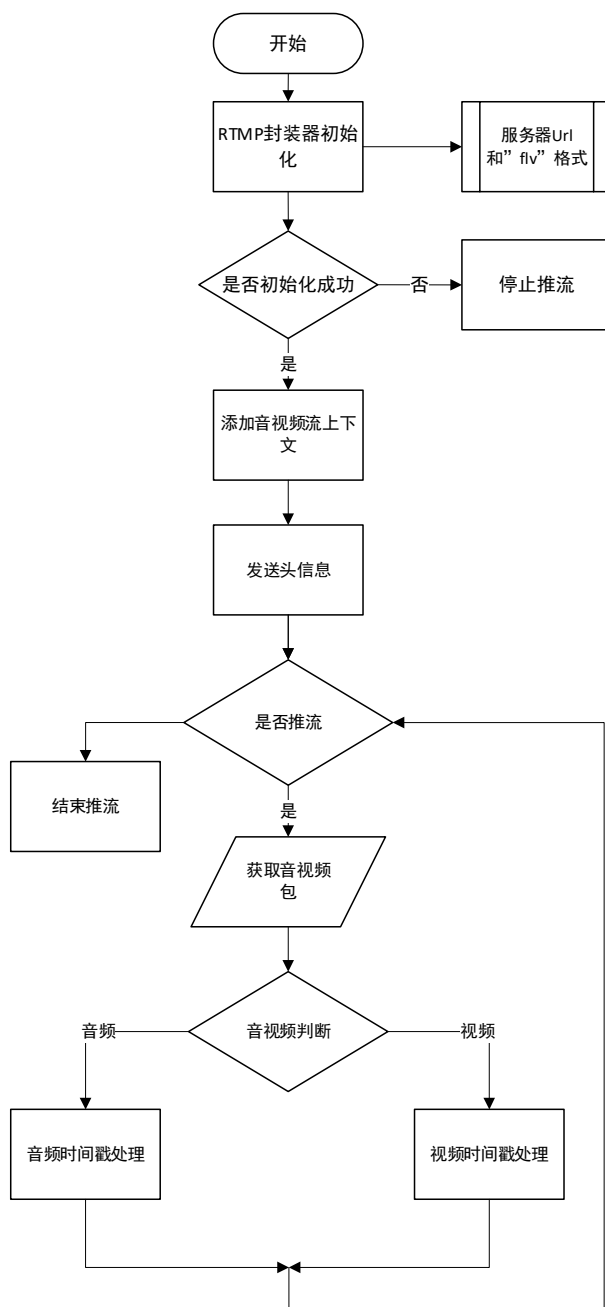 开始
RTMP封装器初始
化
服务器Url
和”flv”格式
是否初始化成功
否
停止推流
是
添加音视频流上下
文
发送头信息
是否推流
结束推流
是
获取音视频
包
音频
音视频判断
视频
音频时间戳处理
视频时间戳处理